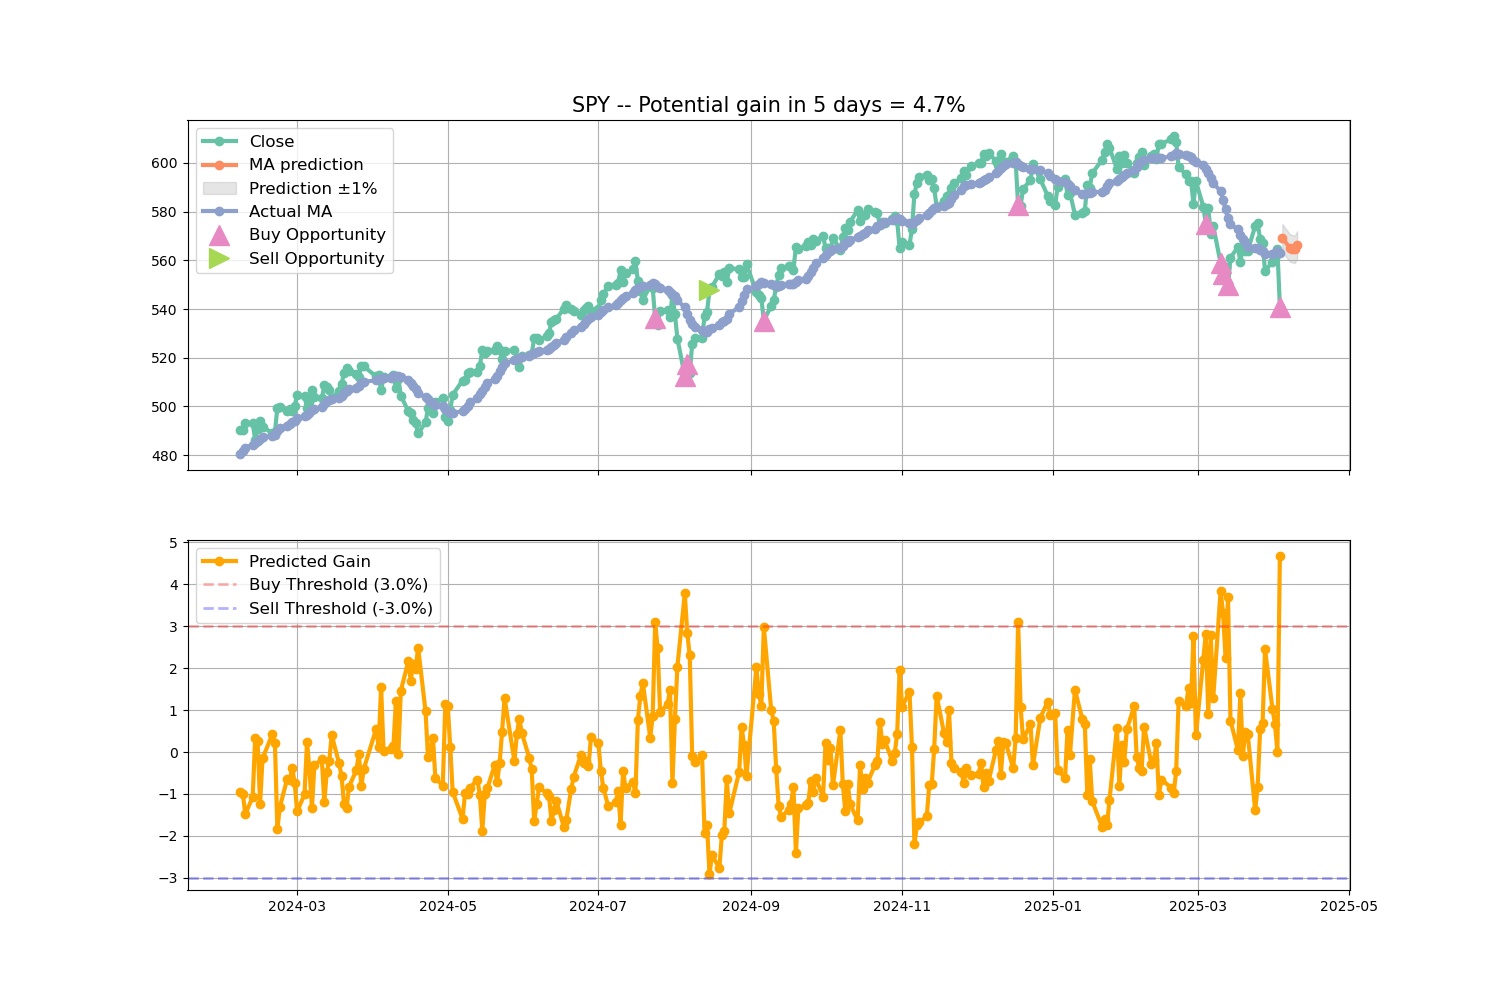 SPY -- Potential gain in 5 days = 4.7%
Close
MA prediction
Prediction ±1%
Actual MA
Buy Opportunity
Sell Opportunity
600
580
560
540
520
500
480
Predicted Gain
Buy Threshold (3.0%)
Sell Threshold (-3.0%)
5
4
3
2
1
0
−1
−2
−3
2024-03 2024-05 2024-07 2024-09 2024-11 2025-01 2025-03 2025-05